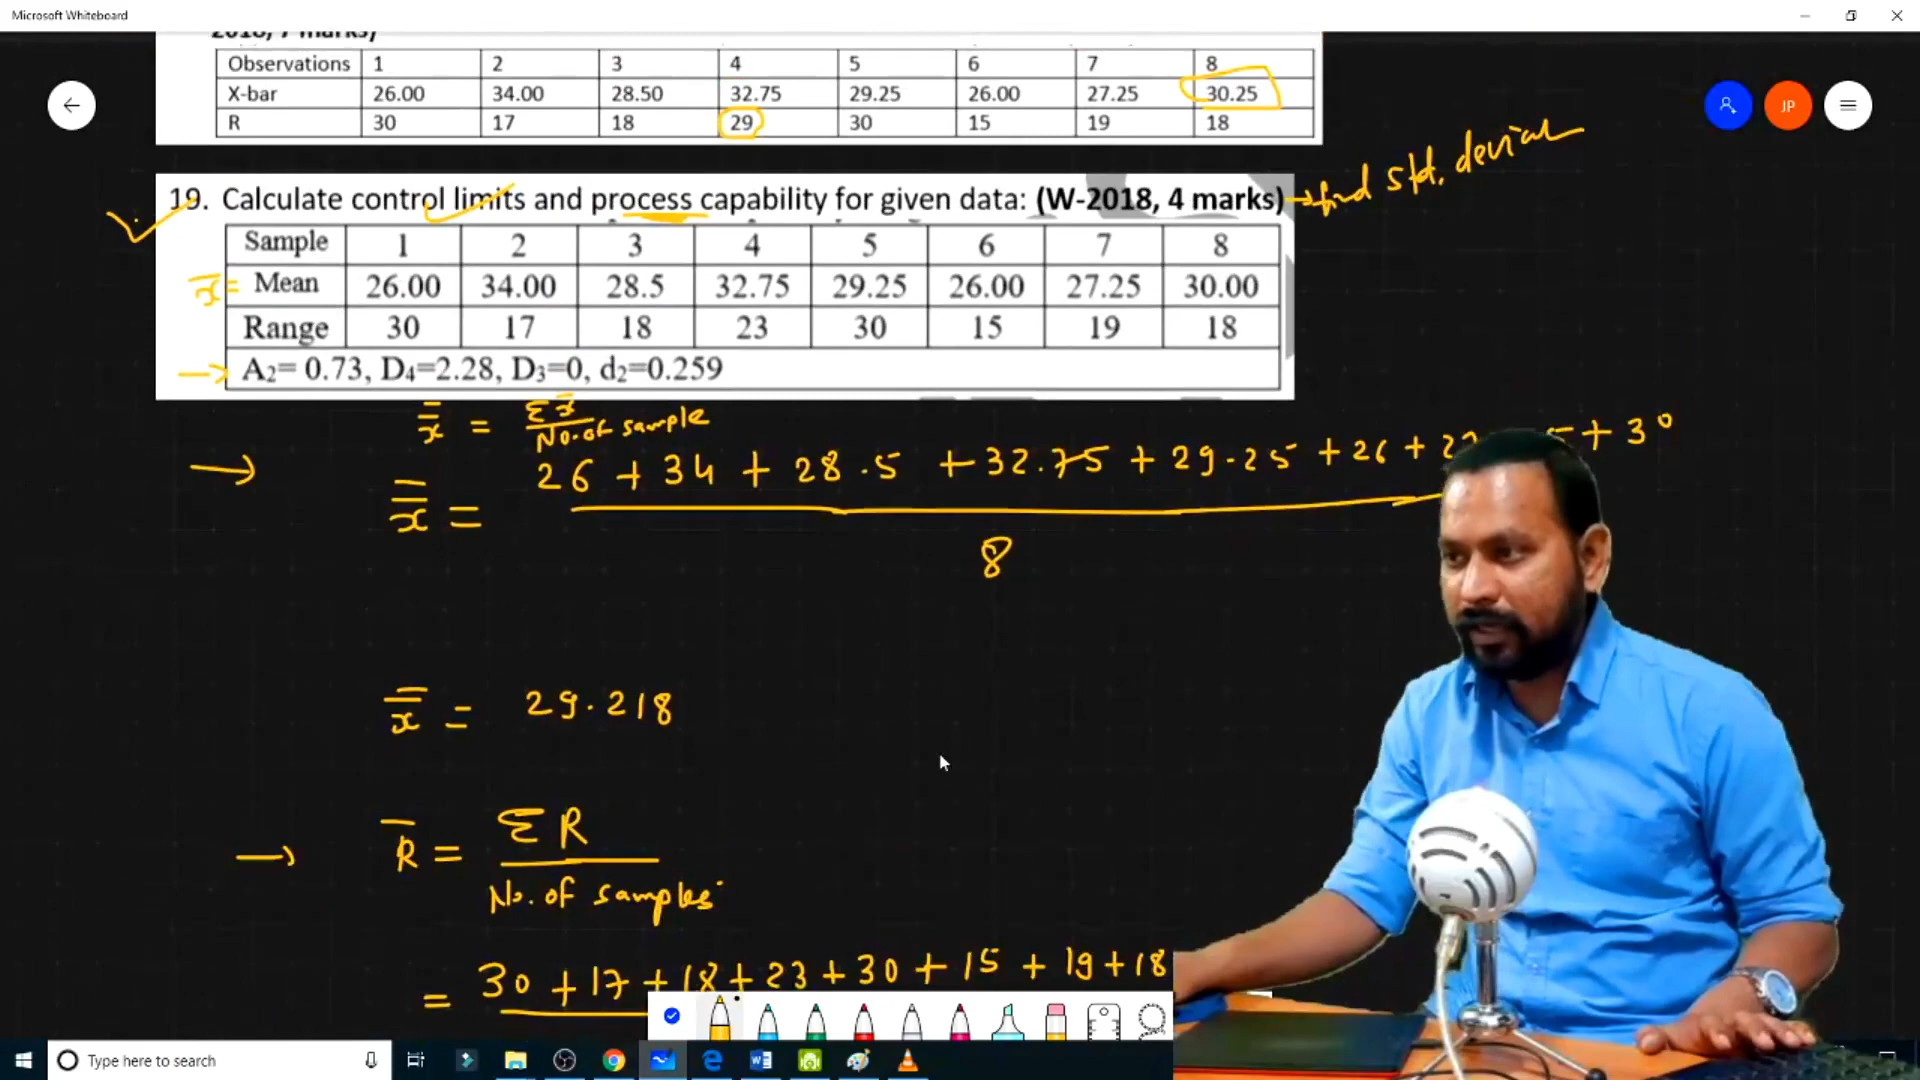 Microsoft Whiteboard
Observations 1 2 3 4 5 6 7 8
X-bar 26.00 34.00 28.50 32.75 29.25 26.00 27.25 30.25
R 30 17 18 29 30 15 19 18
JP
19. Calculate control limits and process capability for given data: (W-2018, 4 marks) → find std.
Sample 1 2 3 4 5 6 7 8
x̄ = Mean 26.00 34.00 28.5 32.75 29.25 26.00 27.25 30.00
Range 30 17 18 23 30 15 19 18
→ A₂= 0.73, D₄=2.28, D₃=0, d₂=0.259
x̿ = Σx̄ / No. of sample
→ x̿ = 26 + 34 + 28.5 + 32.75 + 29.25 + 26 + + 30
8
x̿ = 29.218
→ R̄ = ΣR
No. of samples
= 30 + 17 + 18 + 23 + 30 + 15 + 19 + 18
Type here to search